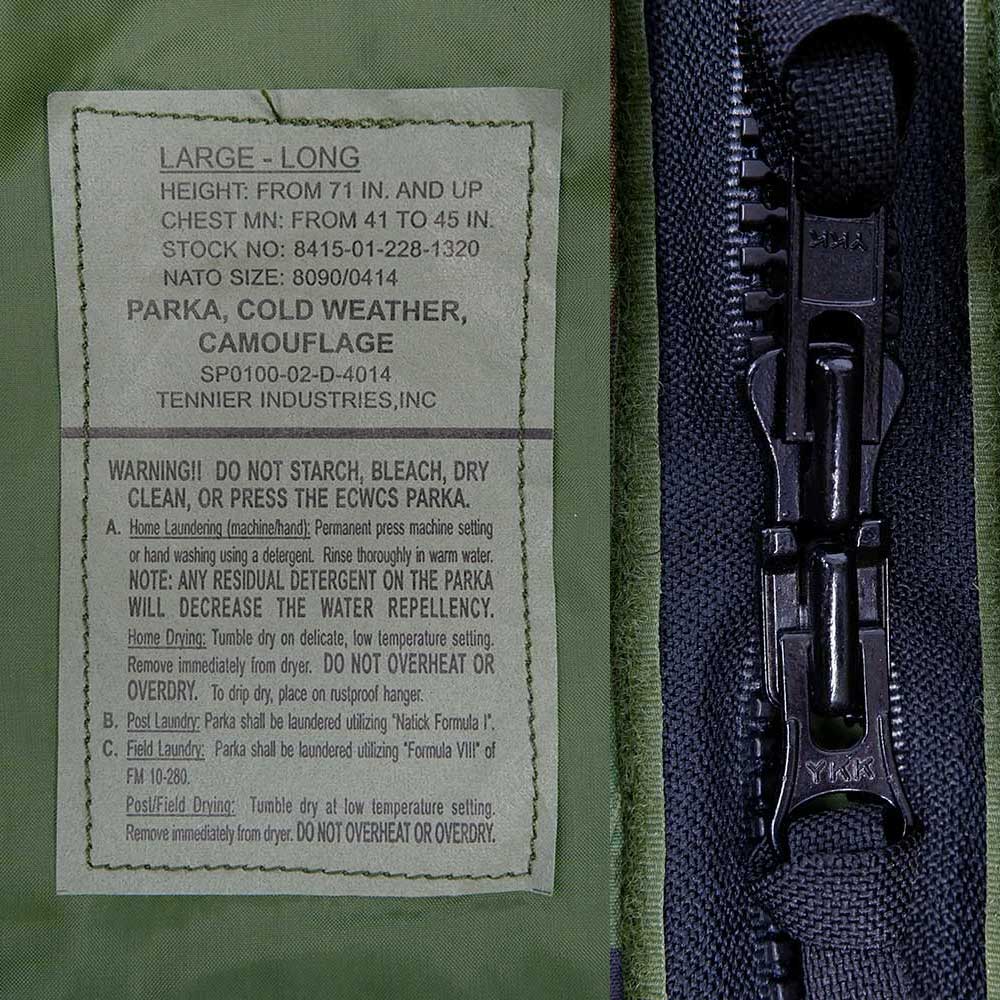 LARGE - LONG
HEIGHT: FROM 71 IN. AND UP
CHEST MN: FROM 41 TO 45 IN.
STOCK NO: 8415-01-228-1320
NATO SIZE: 8090/0414
PARKA, COLD WEATHER,
CAMOUFLAGE
SP0100-02-D-4014
TENNIER INDUSTRIES,INC
WARNING!! DO NOT STARCH, BLEACH, DRY
CLEAN, OR PRESS THE ECWCS PARKA.
A. Home Laundering (machine/hand): Permanent press machine setting
or hand washing using a detergent. Rinse thoroughly in warm water.
NOTE: ANY RESIDUAL DETERGENT ON THE PARKA
WILL DECREASE THE WATER REPELLENCY.
Home Drying: Tumble dry on delicate, low temperature setting.
Remove immediately from dryer. DO NOT OVERHEAT OR
OVERDRY. To drip dry, place on rustproof hanger.
B. Post Laundry: Parka shall be laundered utilizing "Natick Formula I".
C. Field Laundry: Parka shall be laundered utilizing "Formula VIII" of
FM 10-280.
Post/Field Drying: Tumble dry at low temperature setting.
Remove immediately from dryer. DO NOT OVERHEAT OR OVERDRY.
YKK
YKK